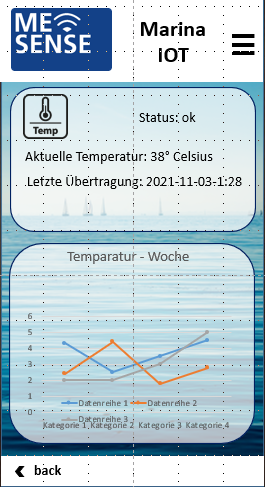 ME
SENSE
Marina
IOT
Temp
Status: ok
Aktuelle Temperatur: 38° Celsius
Letzte Übertragung: 2021-11-03-1:28
Temparatur - Woche
6
5
4
3
2
1
0
Kategorie 1 Kategorie 2 Kategorie 3 Kategorie 4
Datenreihe 1 Datenreihe 2
Datenreihe 3
back